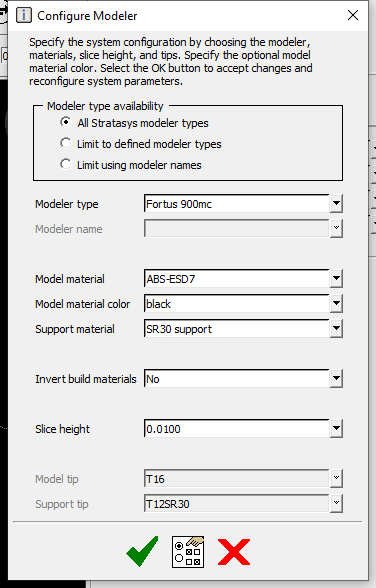 Configure Modeler
Specify the system configuration by choosing the modeler,
materials, slice height, and tips. Specify the optional model
material color. Select the OK button to accept changes and
reconfigure system parameters.
Modeler type availability
All Stratasys modeler types
Limit to defined modeler types
Limit using modeler names
Modeler type Fortus 900mc
Modeler name
Model material ABS-ESD7
Model material color black
Support material SR30 support
Invert build materials No
Slice height 0.0100
Model tip T16
Support tip T12SR30